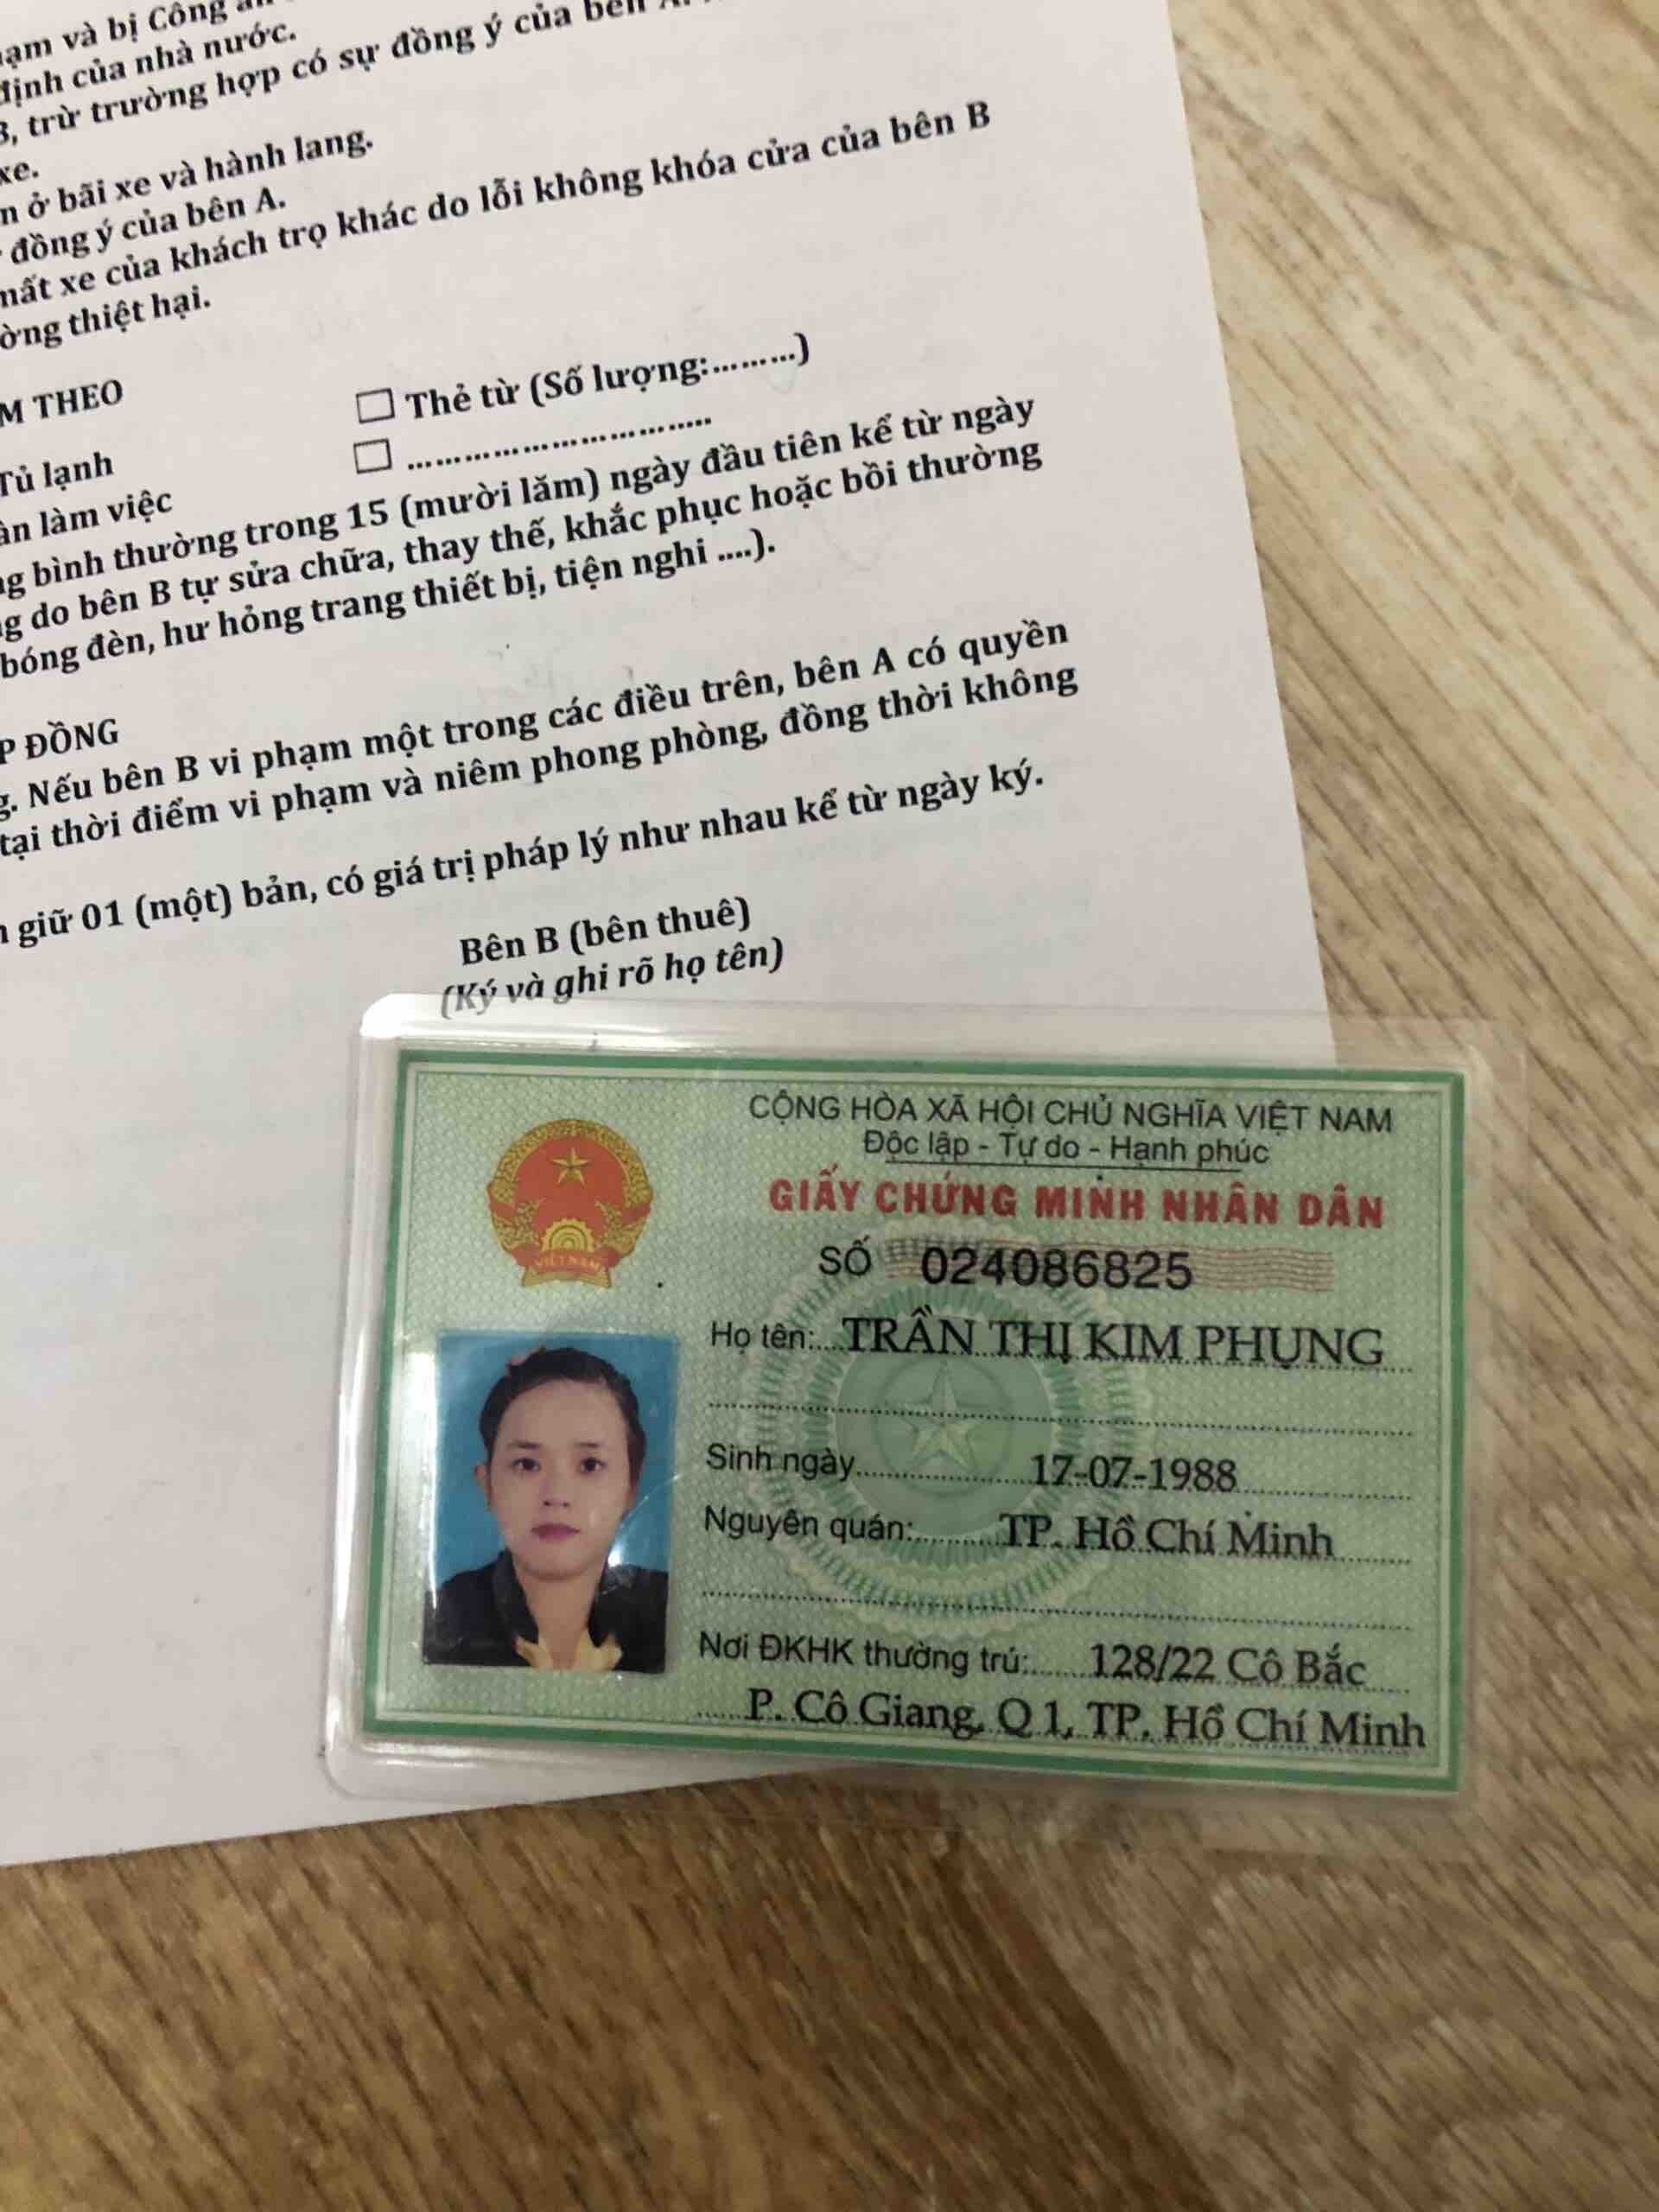 và bị Công
định của nhà nước.
trừ trường hợp có sự đồng ý của bên
xe.
ở bãi xe và hành lang.
đồng ý của bên A.
mất xe của khách trọ khác do lỗi không khóa cửa của bên B
thiệt hại.
THEO
☐ Thẻ từ (Số lượng:.........)
☐ ..............................
Tủ lạnh
làm việc
bình thường trong 15 (mười lăm) ngày đầu tiên kể từ ngày
do bên B tự sửa chữa, thay thế, khắc phục hoặc bồi thường
bóng đèn, hư hỏng trang thiết bị, tiện nghi ....).
ĐỒNG
Nếu bên B vi phạm một trong các điều trên, bên A có quyền
tại thời điểm vi phạm và niêm phong phòng, đồng thời không
giữ 01 (một) bản, có giá trị pháp lý như nhau kể từ ngày ký.
Bên B (bên thuê)
(Ký và ghi rõ họ tên)
CỘNG HÒA XÃ HỘI CHỦ NGHĨA VIỆT NAM
Độc lập - Tự do - Hạnh phúc
GIẤY CHỨNG MINH NHÂN DÂN
SỐ 024086825
VIỆT NAM
Họ tên: TRẦN THỊ KIM PHỤNG
Sinh ngày 17-07-1988
Nguyên quán: TP. Hồ Chí Minh
Nơi ĐKHK thường trú: 128/22 Cô Bắc
P. Cô Giang, Q 1, TP. Hồ Chí Minh